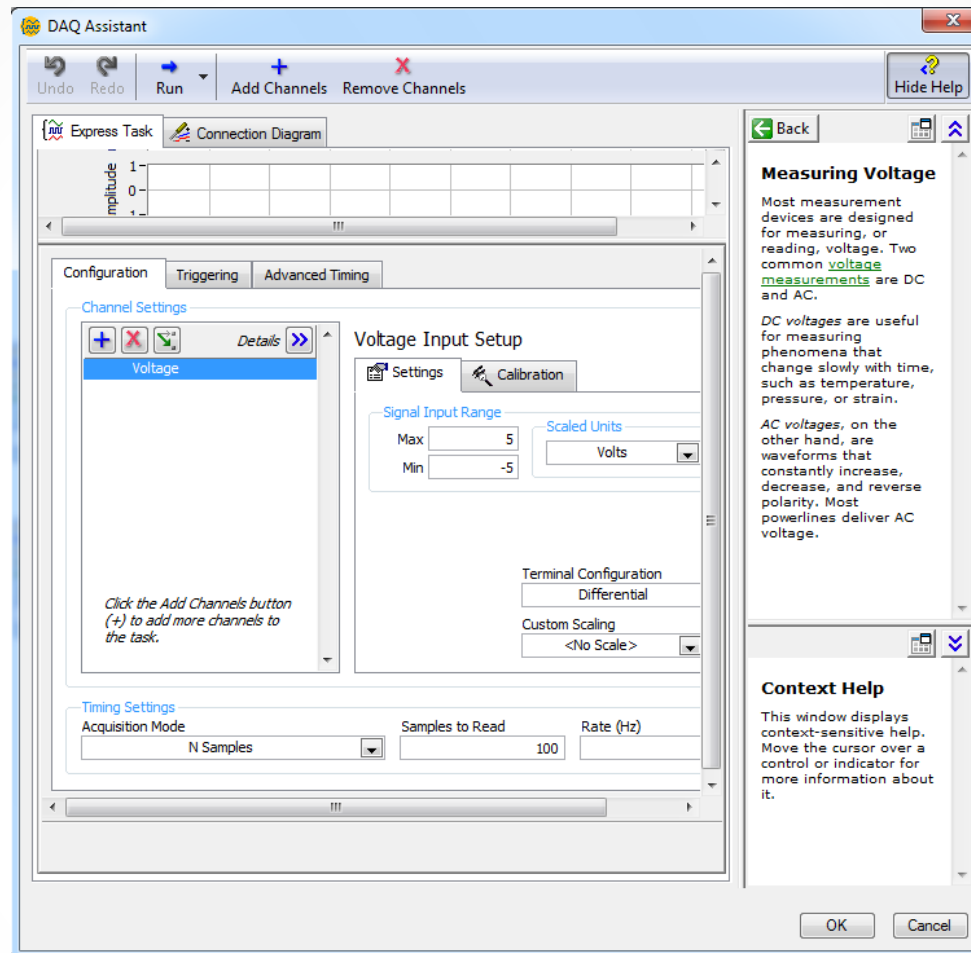 DAQ Assistant
Undo Redo Run Add Channels Remove Channels Hide Help
Express Task Connection Diagram
mplitude
1
0
Configuration Triggering Advanced Timing
Channel Settings
Details
Voltage
Click the Add Channels button
(+) to add more channels to
the task.
Voltage Input Setup
Settings Calibration
Signal Input Range
Max 5
Min -5
Scaled Units
Volts
Terminal Configuration
Differential
Custom Scaling
<No Scale>
Timing Settings
Acquisition Mode Samples to Read Rate (Hz)
N Samples 100
Back
Measuring Voltage
Most measurement
devices are designed
for measuring, or
reading, voltage. Two
common voltage
measurements are DC
and AC.
DC voltages are useful
for measuring
phenomena that
change slowly with time,
such as temperature,
pressure, or strain.
AC voltages, on the
other hand, are
waveforms that
constantly increase,
decrease, and reverse
polarity. Most
powerlines deliver AC
voltage.
Context Help
This window displays
context-sensitive help.
Move the cursor over a
control or indicator for
more information about
it.
OK Cancel